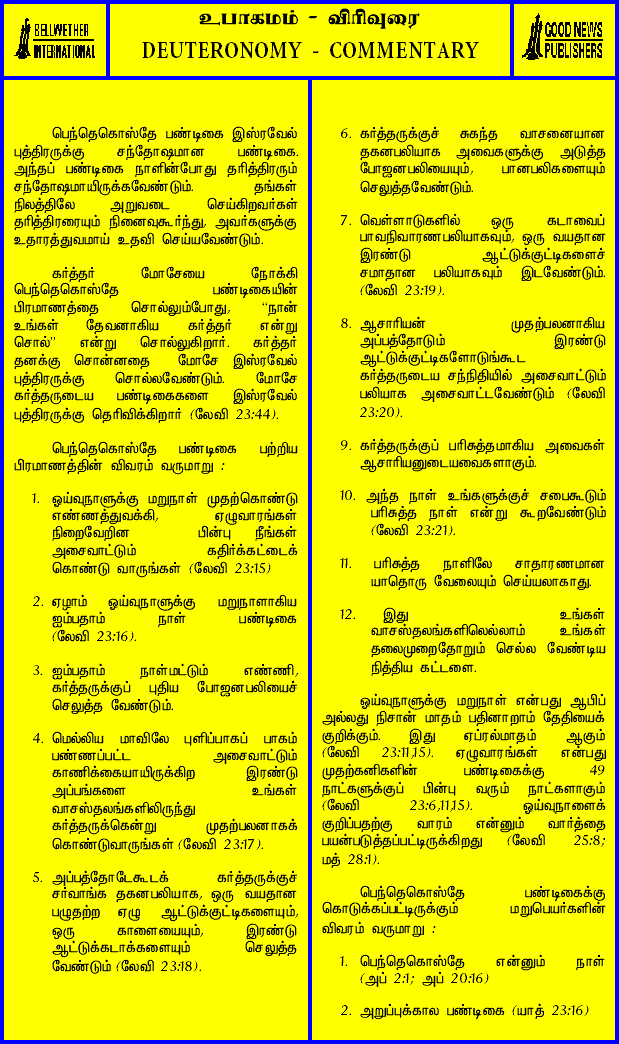 BELLWETHER
INTERNATIONAL
உபாகமம் - விரிவுரை
DEUTERONOMY - COMMENTARY
GOOD NEWS
PUBLISHERS
பெந்தெகொஸ்தே பண்டிகை இஸ்ரவேல்
புத்திரருக்கு சந்தோஷமான பண்டிகை.
அந்தப் பண்டிகை நாளின்போது தரித்திரரும்
சந்தோஷமாயிருக்கவேண்டும். தங்கள்
நிலத்திலே அறுவடை செய்கிறவர்கள்
தரித்திரரையும் நினைவுகூர்ந்து, அவர்களுக்கு
உதாரத்துவமாய் உதவி செய்யவேண்டும்.
கர்த்தர் மோசேயை நோக்கி
பெந்தெகொஸ்தே பண்டிகையின்
பிரமாணத்தை சொல்லும்போது, “நான்
உங்கள் தேவனாகிய கர்த்தர் என்று
சொல்” என்று சொல்லுகிறார். கர்த்தர்
தனக்கு சொன்னதை மோசே இஸ்ரவேல்
புத்திரருக்கு சொல்லவேண்டும். மோசே
கர்த்தருடைய பண்டிகைகளை இஸ்ரவேல்
புத்திரருக்கு தெரிவிக்கிறார் (லேவி 23:44).
பெந்தெகொஸ்தே பண்டிகை பற்றிய
பிரமாணத்தின் விவரம் வருமாறு :
1. ஓய்வுநாளுக்கு மறுநாள் முதற்கொண்டு
எண்ணத்துவக்கி, ஏழுவாரங்கள்
நிறைவேறின பின்பு நீங்கள்
அசைவாட்டும் கதிர்க்கட்டைக்
கொண்டு வாருங்கள் (லேவி 23:15)
2. ஏழாம் ஓய்வுநாளுக்கு மறுநாளாகிய
ஐம்பதாம் நாள் பண்டிகை
(லேவி 23:16).
3. ஐம்பதாம் நாள்மட்டும் எண்ணி,
கர்த்தருக்குப் புதிய போஜனபலியைச்
செலுத்த வேண்டும்.
4. மெல்லிய மாவிலே புளிப்பாகப் பாகம்
பண்ணப்பட்ட அசைவாட்டும்
காணிக்கையாயிருக்கிற இரண்டு
அப்பங்களை உங்கள்
வாசஸ்தலங்களிலிருந்து
கர்த்தருக்கென்று முதற்பலனாகக்
கொண்டுவாருங்கள் (லேவி 23:17).
5. அப்பத்தோடேகூடக் கர்த்தருக்குச்
சர்வாங்க தகனபலியாக, ஒரு வயதான
பழுதற்ற ஏழு ஆட்டுக்குட்டிகளையும்,
ஒரு காளையையும், இரண்டு
ஆட்டுக்கடாக்களையும் செலுத்த
வேண்டும் (லேவி 23:18).
6. கர்த்தருக்குச் சுகந்த வாசனையான
தகனபலியாக அவைகளுக்கு அடுத்த
போஜனபலியையும், பானபலிகளையும்
செலுத்தவேண்டும்.
7. வெள்ளாடுகளில் ஒரு கடாவைப்
பாவநிவாரணபலியாகவும், ஒரு வயதான
இரண்டு ஆட்டுக்குட்டிகளைச்
சமாதான பலியாகவும் இடவேண்டும்.
(லேவி 23:19).
8. ஆசாரியன் முதற்பலனாகிய
அப்பத்தோடும் இரண்டு
ஆட்டுக்குட்டிகளோடுங்கூட
கர்த்தருடைய சந்நிதியில் அசைவாட்டும்
பலியாக அசைவாட்டவேண்டும் (லேவி
23:20).
9. கர்த்தருக்குப் பரிசுத்தமாகிய அவைகள்
ஆசாரியனுடையவைகளாகும்.
10. அந்த நாள் உங்களுக்குச் சபைகூடும்
பரிசுத்த நாள் என்று கூறவேண்டும்
(லேவி 23:21).
11. பரிசுத்த நாளிலே சாதாரணமான
யாதொரு வேலையும் செய்யலாகாது.
12. இது உங்கள்
வாசஸ்தலங்களிலெல்லாம் உங்கள்
தலைமுறைதோறும் செல்ல வேண்டிய
நித்திய கட்டளை.
ஓய்வுநாளுக்கு மறுநாள் என்பது ஆபிப்
அல்லது நிசான் மாதம் பதினாறாம் தேதியைக்
குறிக்கும். இது ஏப்ரல்மாதம் ஆகும்
(லேவி 23:11,15). ஏழுவாரங்கள் என்பது
முதற்கனிகளின் பண்டிகைக்கு 49
நாட்களுக்குப் பின்பு வரும் நாட்களாகும்
(லேவி 23:6,11,15). ஓய்வுநாளைக்
குறிப்பதற்கு வாரம் என்னும் வார்த்தை
பயன்படுத்தப்பட்டிருக்கிறது (லேவி 25:8;
மத் 28:1).
பெந்தெகொஸ்தே பண்டிகைக்கு
கொடுக்கப்பட்டிருக்கும் மறுபெயர்களின்
விவரம் வருமாறு :
1. பெந்தெகொஸ்தே என்னும் நாள்
(அப் 2:1; அப் 20:16)
2. அறுப்புக்கால பண்டிகை (யாத் 23:16)